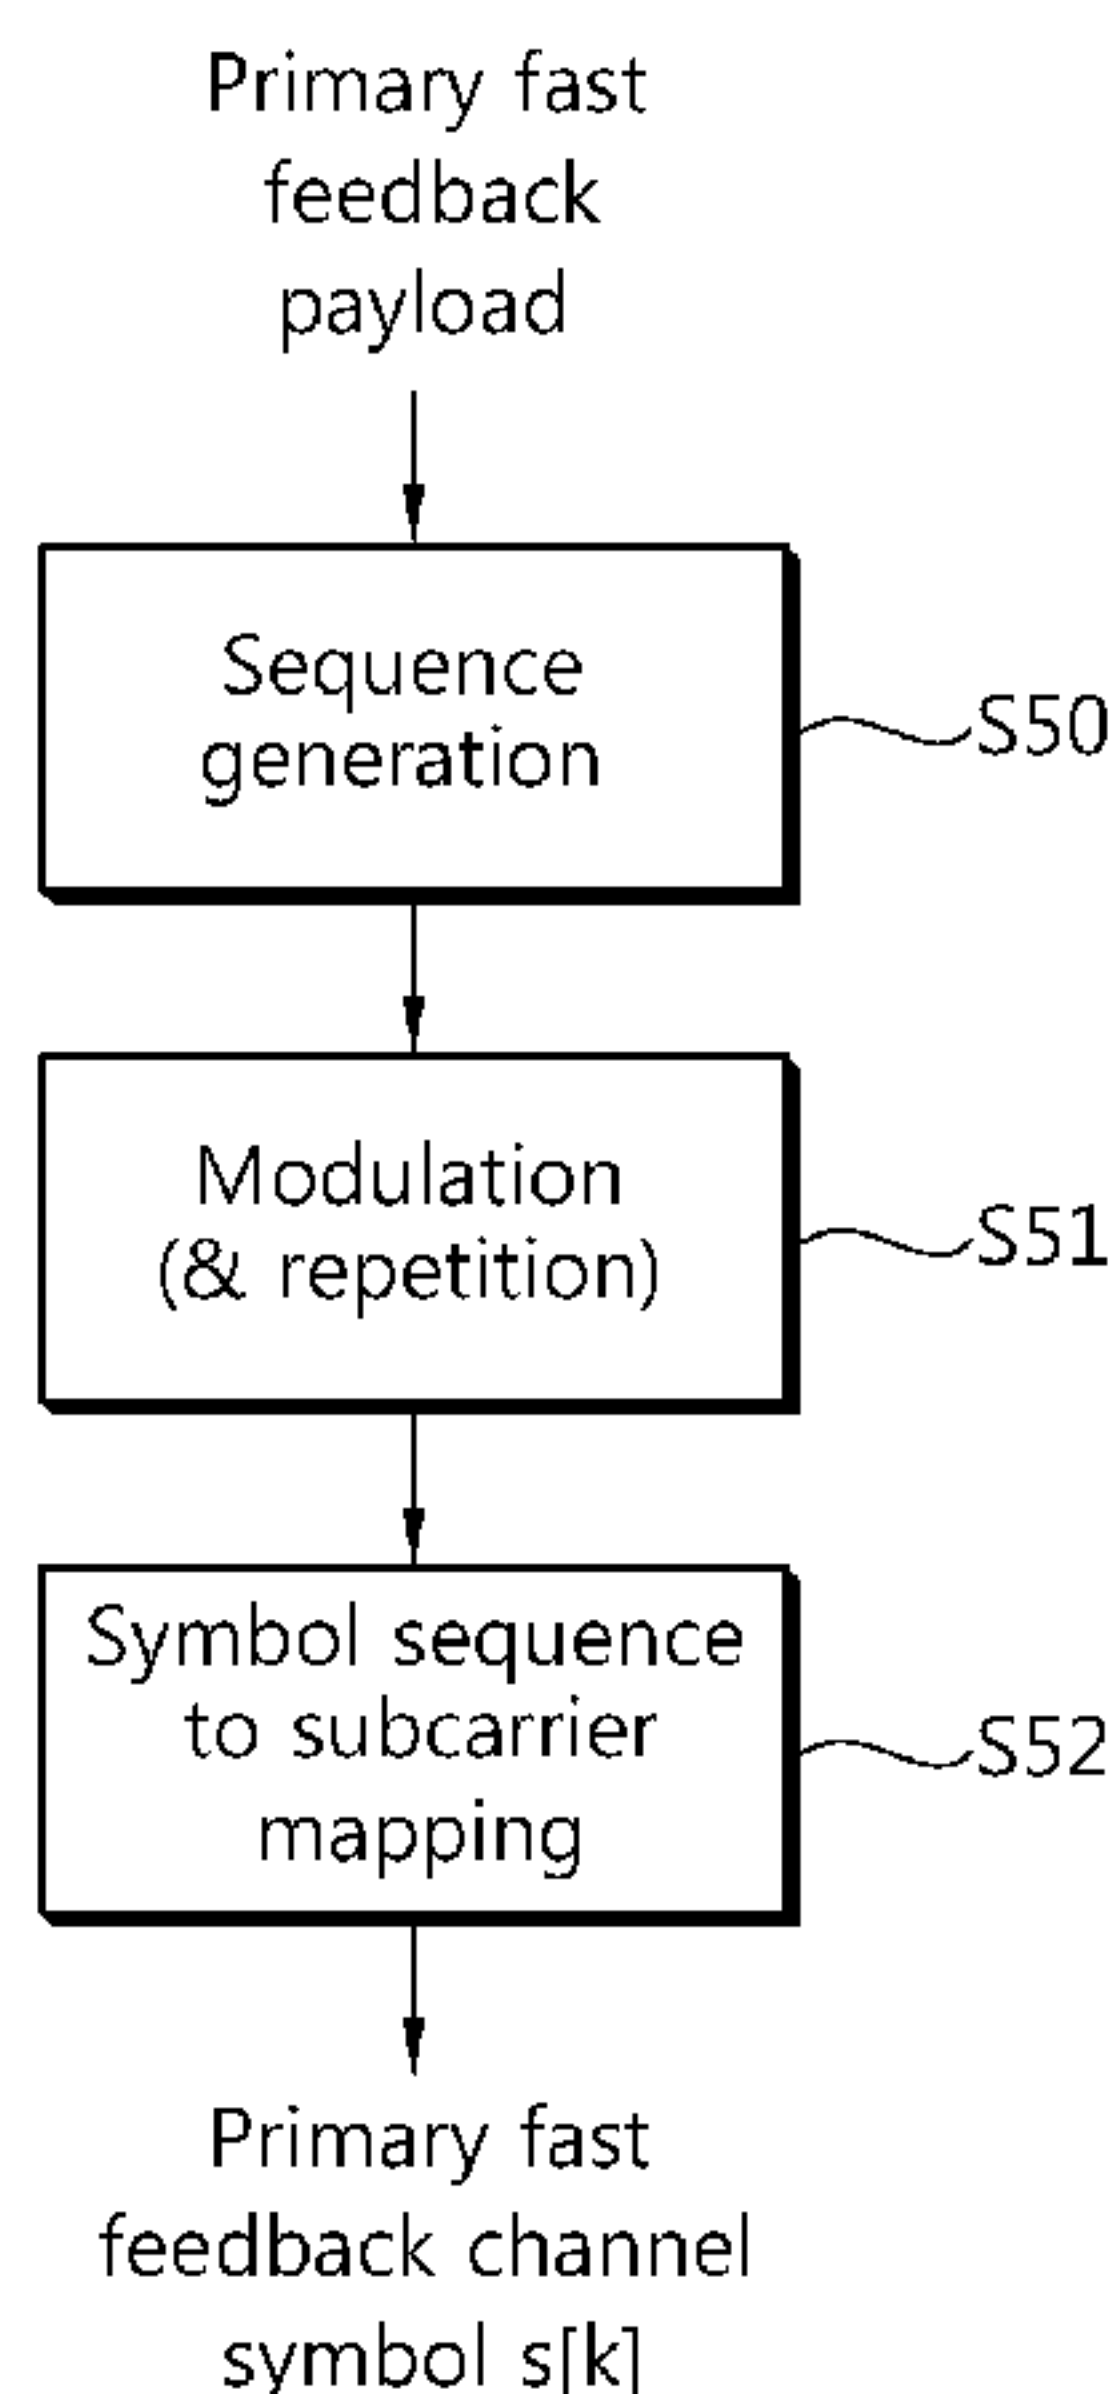 Primary fast
feedback
payload
Sequence
generation
S50
Modulation
(& repetition)
S51
Symbol sequence
to subcarrier
mapping
S52
Primary fast
feedback channel
symbol s[k]